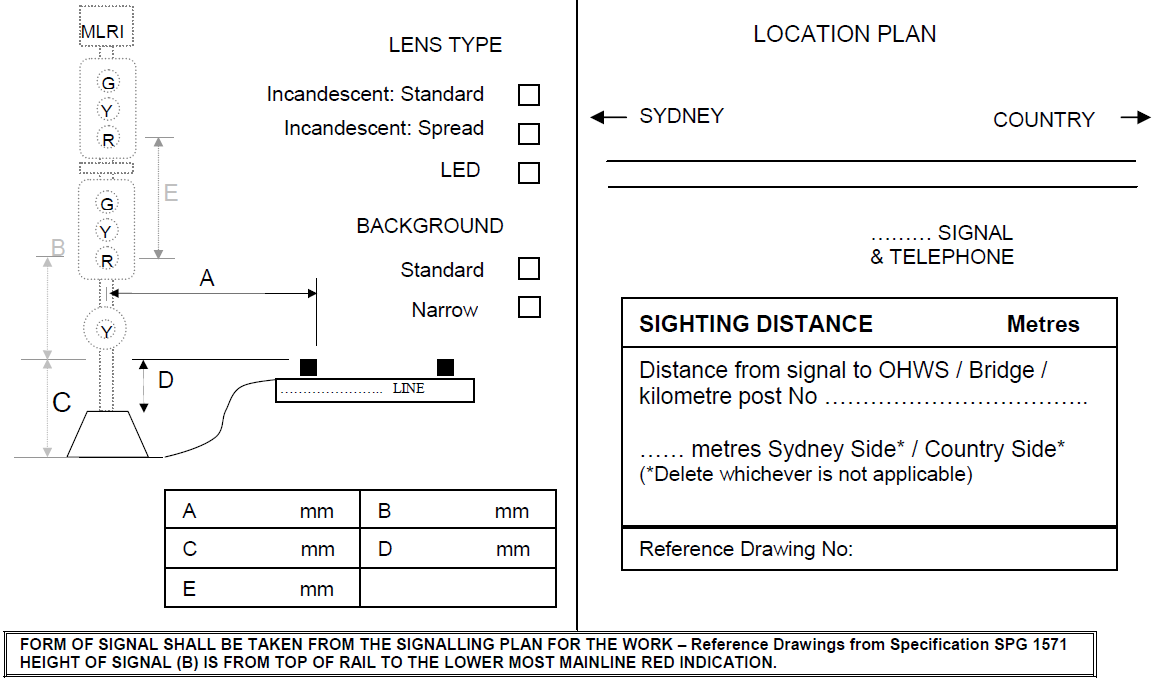 MLRI
G
Y
R
E
G
Y
R
B
A
Y
D
C
LENS TYPE
Incandescent: Standard
Incandescent: Spread
LED
BACKGROUND
Standard
Narrow
………………….. LINE
A mm B mm
C mm D mm
E mm
LOCATION PLAN
SYDNEY COUNTRY
……… SIGNAL
& TELEPHONE
SIGHTING DISTANCE Metres
Distance from signal to OHWS / Bridge /
kilometre post No ……………………………..
…… metres Sydney Side* / Country Side*
(*Delete whichever is not applicable)
Reference Drawing No:
FORM OF SIGNAL SHALL BE TAKEN FROM THE SIGNALLING PLAN FOR THE WORK – Reference Drawings from Specification SPG 1571
HEIGHT OF SIGNAL (B) IS FROM TOP OF RAIL TO THE LOWER MOST MAINLINE RED INDICATION.